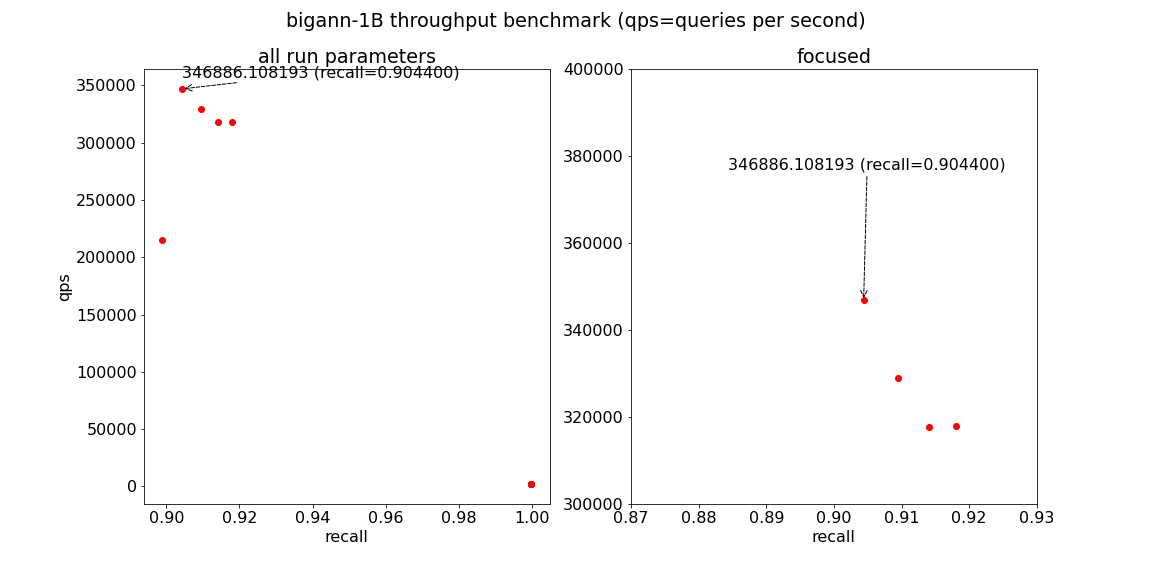 bigann-1B throughput benchmark (qps=queries per second)
all run parameters
346886.108193 (recall=0.904400)
350000
300000
250000
200000
150000
100000
50000
0
qps
0.90 0.92 0.94 0.96 0.98 1.00
recall
focused
400000
380000
346886.108193 (recall=0.904400)
360000
340000
320000
300000
0.87 0.88 0.89 0.90 0.91 0.92 0.93
recall